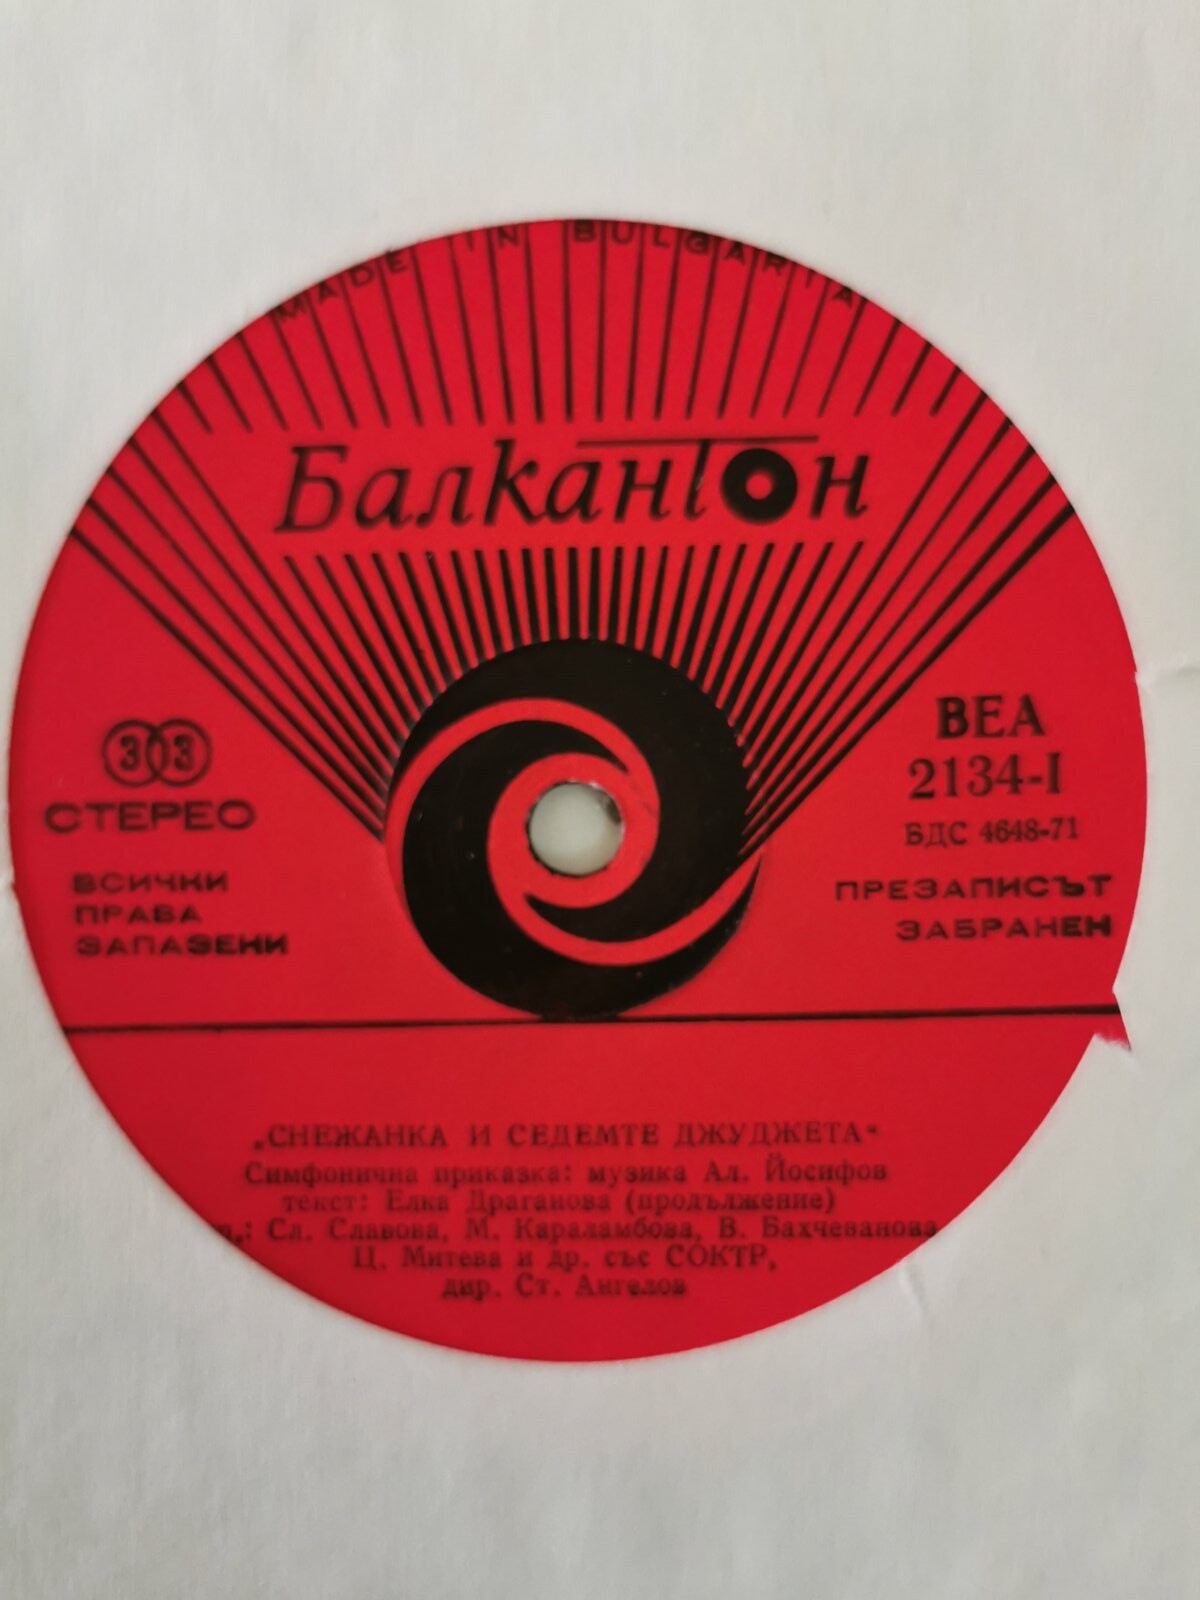 MADE IN BULGARIA
Балкантон
33
СТЕРЕО
ВСИЧКИ
ПРАВА
ЗАПАЗЕНИ
ВЕА
2134-I
БДС 4648-71
ПРЕЗАПИСЪТ
ЗАБРАНЕН
„СНЕЖАНКА И СЕДЕМТЕ ДЖУДЖЕТА“
Симфонична приказка: музика Ал. Йосифов
текст: Елка Драганова (продължение)
Сл. Славова, М. Караламбова, В. Бахчеванова
Ц. Митева и др. със СОКТР,
дир. Ст. Ангелов